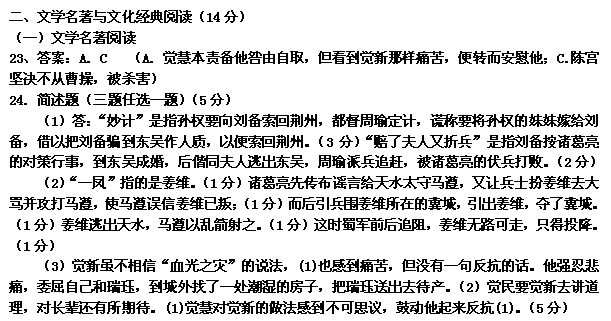 二、文学名著与文化经典阅读（14 分）
（一）文学名著阅读
23、答案：A．C　（A．觉慧本责备他咎由自取，但看到觉新那样痛苦，便转而安慰他；C.陈宫
坚决不从曹操，被杀害）
24．简述题（三题任选一题）（5 分）
（1）答：“妙计”是指孙权要向刘备索回荆州，都督周瑜定计，谎称要将孙权的妹妹嫁给刘
备，借以把刘备骗到东吴作人质，以便索回荆州。（3 分）“赔了夫人又折兵”是指刘备按诸葛亮
的对策行事，到东吴成婚，后偕同夫人逃出东吴，周瑜派兵追赶，被诸葛亮的伏兵打败。（2 分）
（2）“一凤”指的是姜维。（1 分）诸葛亮先传布谣言给天水太守马遵，又让兵士扮姜维去大
骂并攻打马遵，使马遵误信姜维已叛；（1 分）而后引兵围姜维所在的冀城，引出姜维，夺了冀城。
（1 分）姜维逃出天水，马遵以乱箭射之。（1 分）这时蜀军前后追阻，姜维无路可走，只得投降。
（1 分）
（3）觉新虽不相信“血光之灾”的说法，(1)也感到痛苦，但没有一句反抗的话。他强忍悲
痛，委屈自己和瑞珏，到城外找了一处潮湿的房子，把瑞珏送出去待产。（2）觉民要觉新去讲道
理，对长辈还有所期待。(1)觉慧对觉新的做法感到不可思议，鼓动他起来反抗(1)。（5 分）